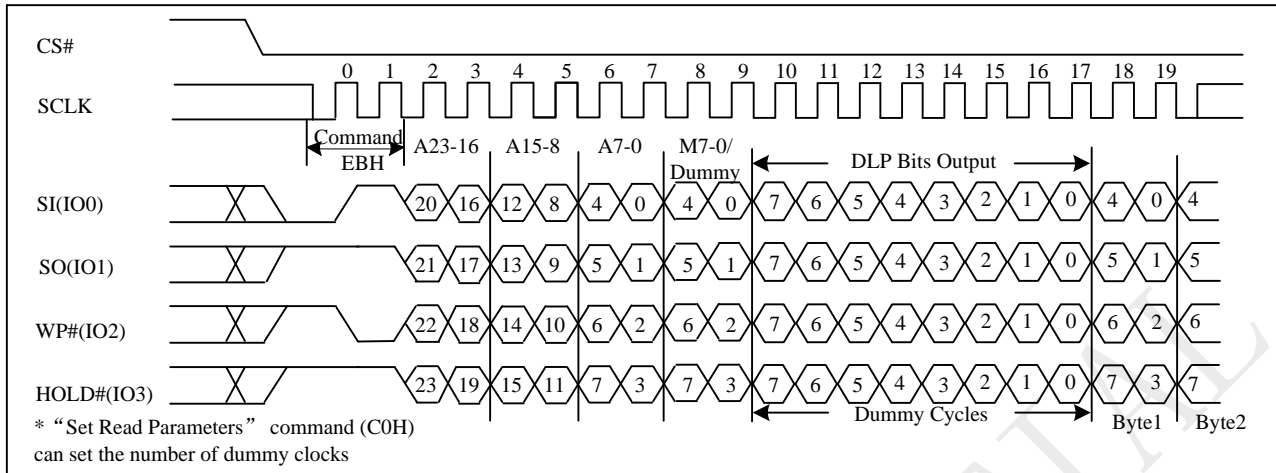 CS#
0 1 2 3 4 5 6 7 8 9 10 11 12 13 14 15 16 17 18 19
SCLK
Command
EBH
A23-16 A15-8 A7-0 M7-0/
Dummy
DLP Bits Output
SI(IO0) 20 16 12 8 4 0 4 0 7 6 5 4 3 2 1 0 4 0 4
SO(IO1) 21 17 13 9 5 1 5 1 7 6 5 4 3 2 1 0 5 1 5
WP#(IO2) 22 18 14 10 6 2 6 2 7 6 5 4 3 2 1 0 6 2 6
HOLD#(IO3) 23 19 15 11 7 3 7 3 7 6 5 4 3 2 1 0 7 3 7
Dummy Cycles Byte1 Byte2
* “Set Read Parameters” command (C0H)
can set the number of dummy clocks